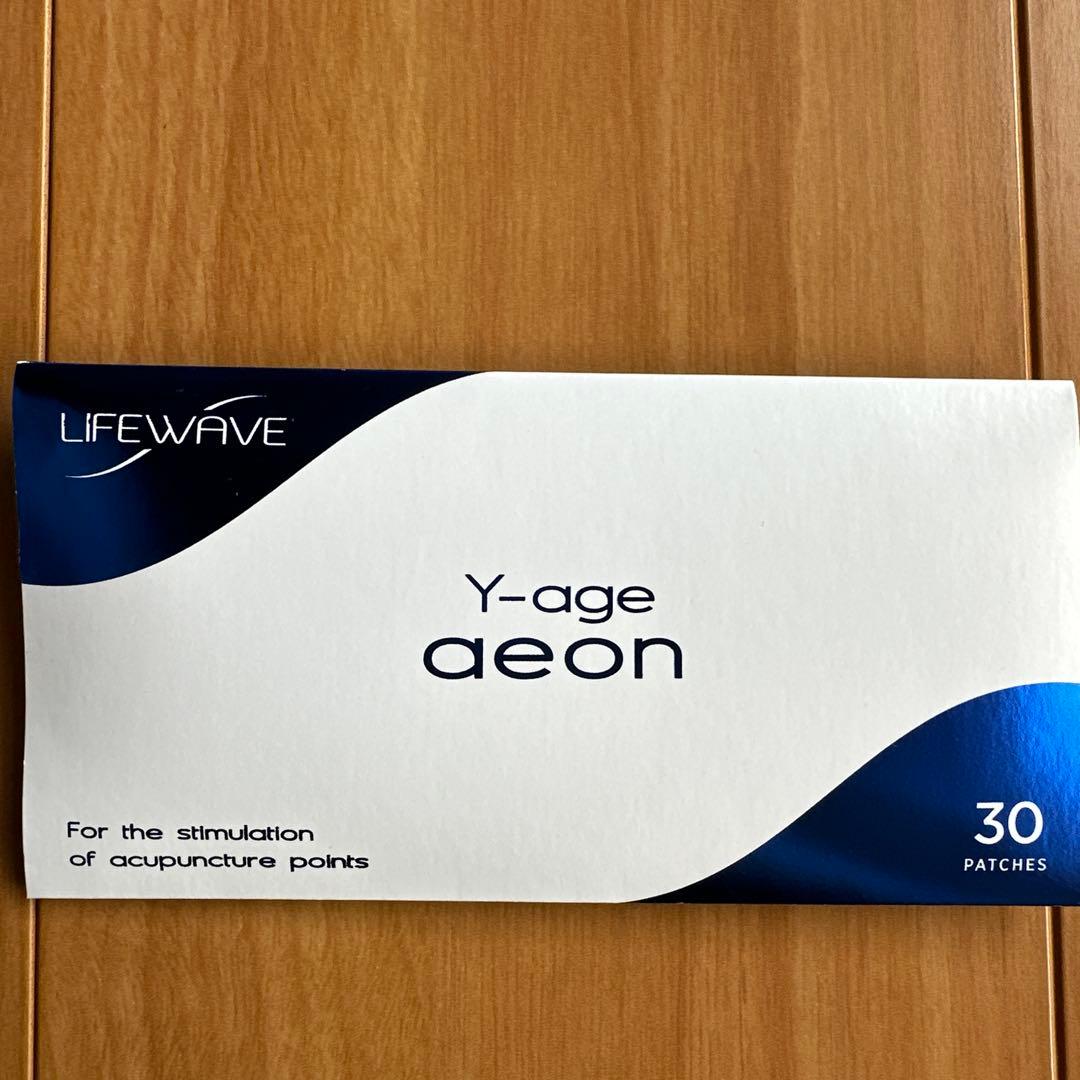 LIFEWAVE
Y-age
aeon
For the stimulation
of acupuncture points
30
PATCHES